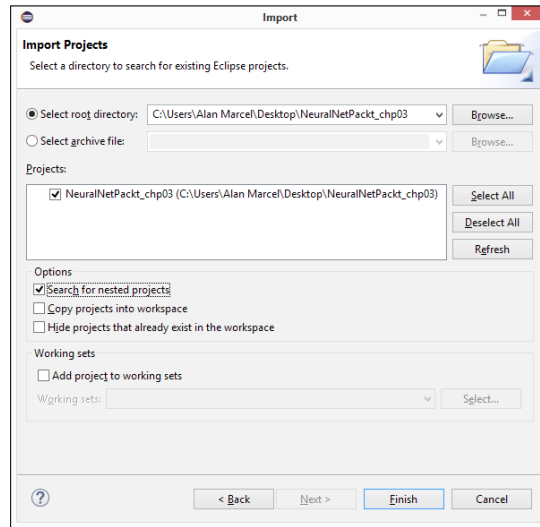 Import
Import Projects
Select a directory to search for existing Eclipse projects.
Select root directory: C:\Users\Alan Marcel\Desktop\NeuralNetPackt_chp03 Browse...
Select archive file: Browse...
Projects:
NeuralNetPackt_chp03 (C:\Users\Alan Marcel\Desktop\NeuralNetPackt_chp03) Select All
Deselect All
Refresh
Options
Search for nested projects
Copy projects into workspace
Hide projects that already exist in the workspace
Working sets
Add project to working sets
Working sets: Select...
? < Back Next > Finish Cancel